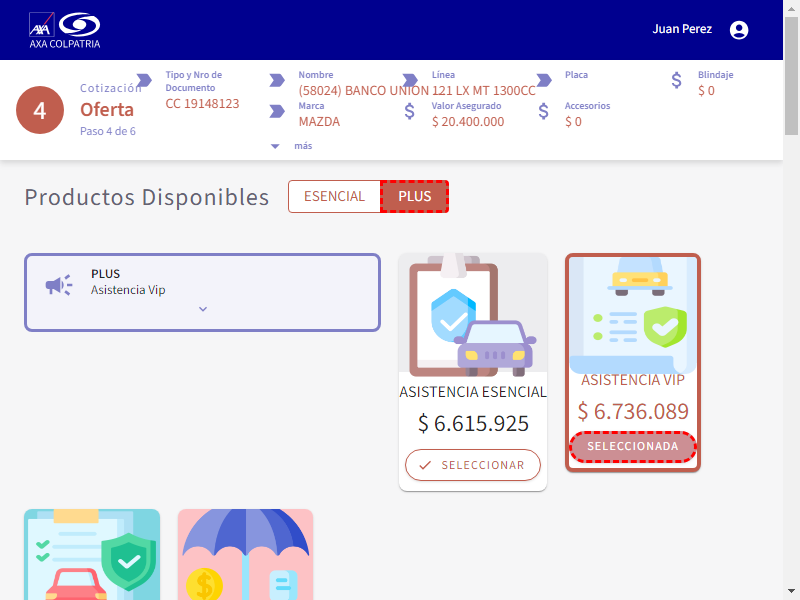 AXA
AXA COLPATRIA
Juan Perez
4
Cotización
Oferta
Paso 4 de 6
Tipo y Nro de
Documento
CC 19148123
Nombre
(58024) BANCO UNION
Marca
MAZDA
más
Línea
121 LX MT 1300CC
Valor Asegurado
$ 20.400.000
Placa
Accesorios
$ 0
Blindaje
$ 0
Productos Disponibles
ESENCIAL
PLUS
PLUS
Asistencia Vip
ASISTENCIA ESENCIAL
$ 6.615.925
SELECCIONAR
ASISTENCIA VIP
$ 6.736.089
SELECCIONADA